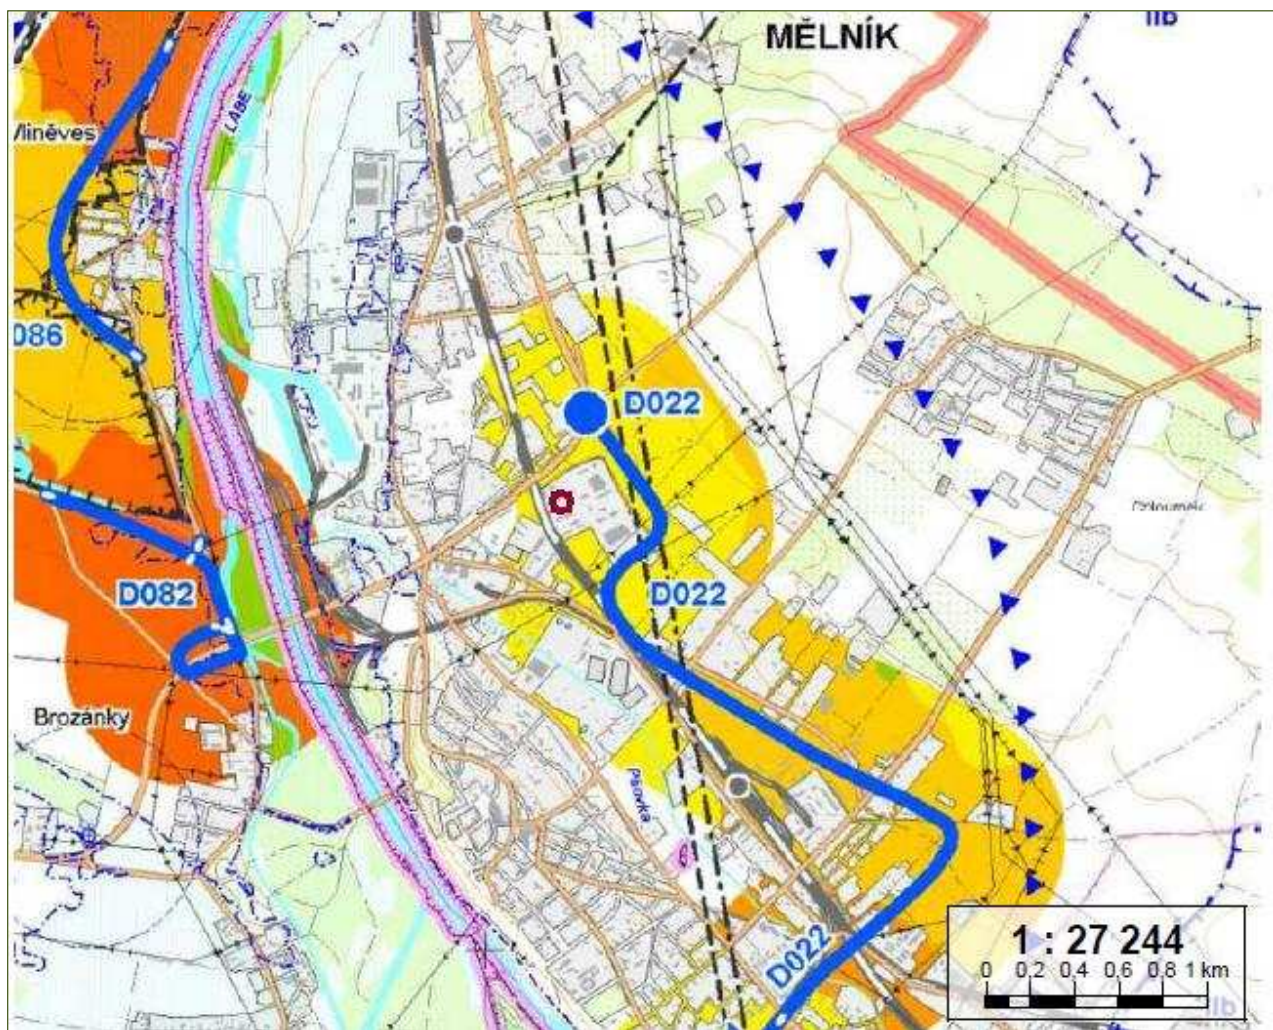 IIb
MĚLNÍK
LABE
Vliněves
086
D022
D082
D022
Brozánky
Pšovka
D022
1 : 27 244
0 0,2 0,4 0,6 0,8 1 km
IIb